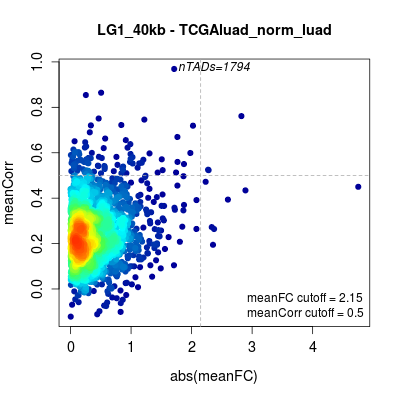 LG1_40kb - TCGAluad_norm_luad
nTADs=1794
meanCorr
1.0
0.8
0.6
0.4
0.2
0.0
meanFC cutoff = 2.15
meanCorr cutoff = 0.5
0 1 2 3 4
abs(meanFC)